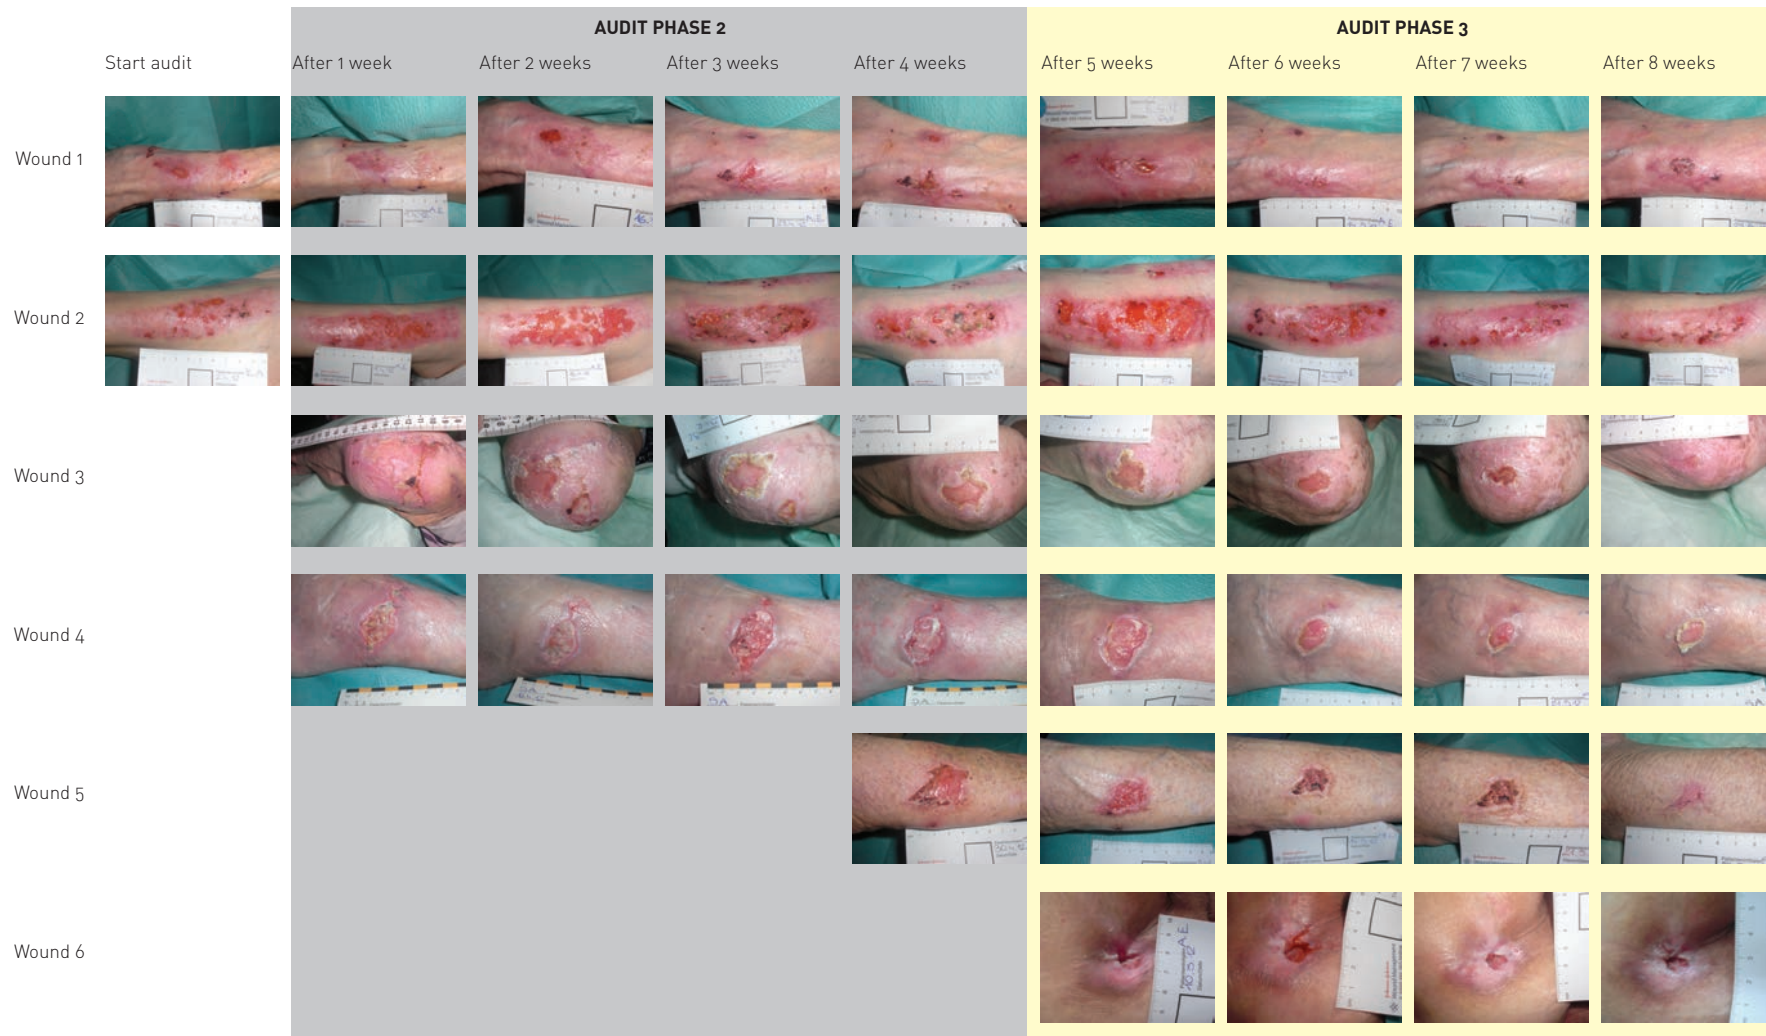 AUDIT PHASE 2
AUDIT PHASE 3
Start audit
After 1 week
After 2 weeks
After 3 weeks
After 4 weeks
After 5 weeks
After 6 weeks
After 7 weeks
After 8 weeks
Wound 1
Wound 2
Wound 3
Wound 4
Wound 5
Wound 6